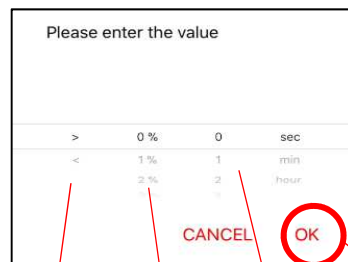 Please enter the value
> 0 % 0 sec
< 1 % 1 min
2 % 2 hour
CANCEL OK